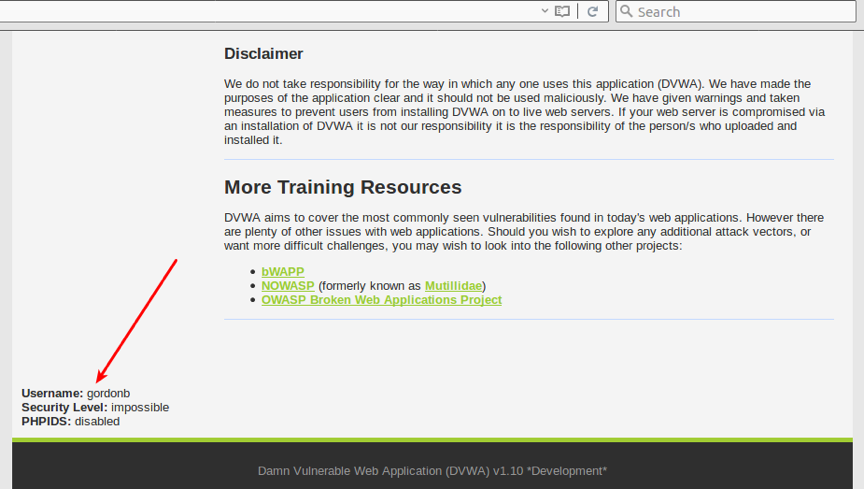 Search
Disclaimer
We do not take responsibility for the way in which any one uses this application (DVWA). We have made the
purposes of the application clear and it should not be used maliciously. We have given warnings and taken
measures to prevent users from installing DVWA on to live web servers. If your web server is compromised via
an installation of DVWA it is not our responsibility it is the responsibility of the person/s who uploaded and
installed it.
More Training Resources
DVWA aims to cover the most commonly seen vulnerabilities found in today's web applications. However there
are plenty of other issues with web applications. Should you wish to explore any additional attack vectors, or
want more difficult challenges, you may wish to look into the following other projects:
• bWAPP
• NOWASP (formerly known as Mutillidae)
• OWASP Broken Web Applications Project
Username: gordonb
Security Level: impossible
PHPIDS: disabled
Damn Vulnerable Web Application (DVWA) v1.10 *Development*